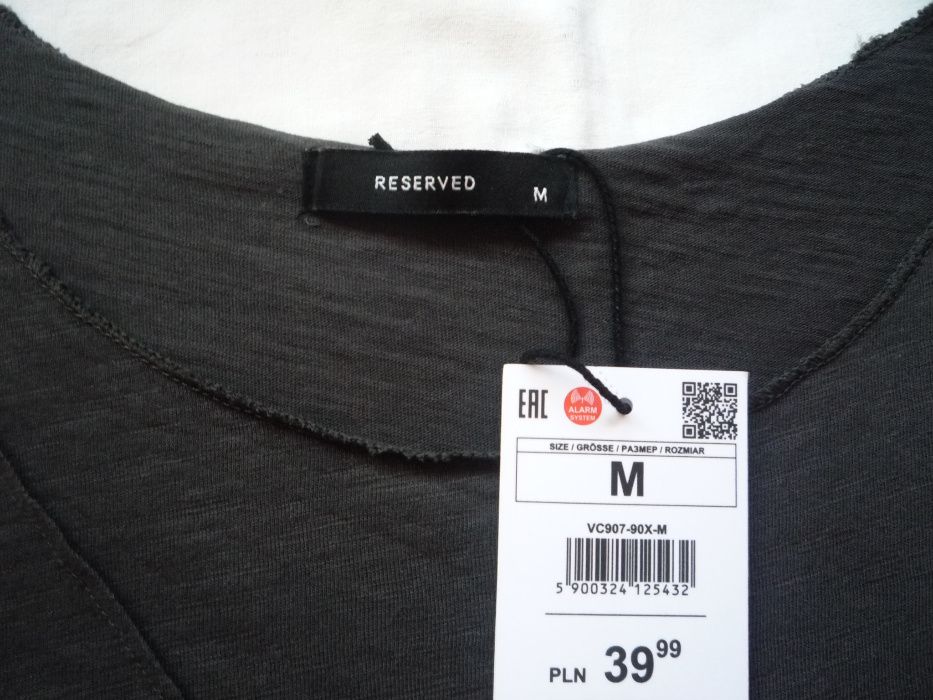 RESERVED
M
EAC
ALARM
SYSTEM
SIZE / GRÖSSE / РАЗМЕР / ROZMIAR
M
VC907-90X-M
5 900324 125432
PLN 39 99